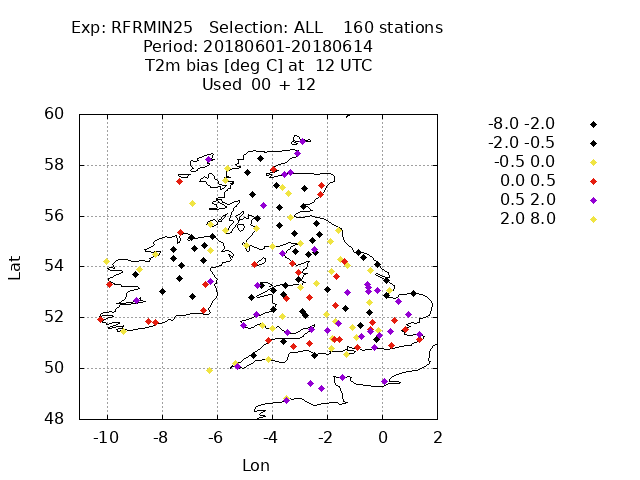 Exp: RFRMIN25 Selection: ALL 160 stations
Period: 20180601-20180614
T2m bias [deg C] at 12 UTC
Used 00 + 12
-8.0 -2.0
-2.0 -0.5
-0.5 0.0
0.0 0.5
0.5 2.0
2.0 8.0
60
58
56
54
52
50
48
Lat
-10 -8 -6 -4 -2 0 2
Lon